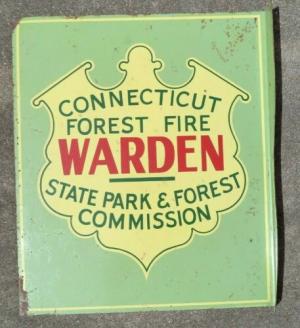 CONNECTICUT
FOREST FIRE
WARDEN
STATE PARK & FOREST
COMMISSION